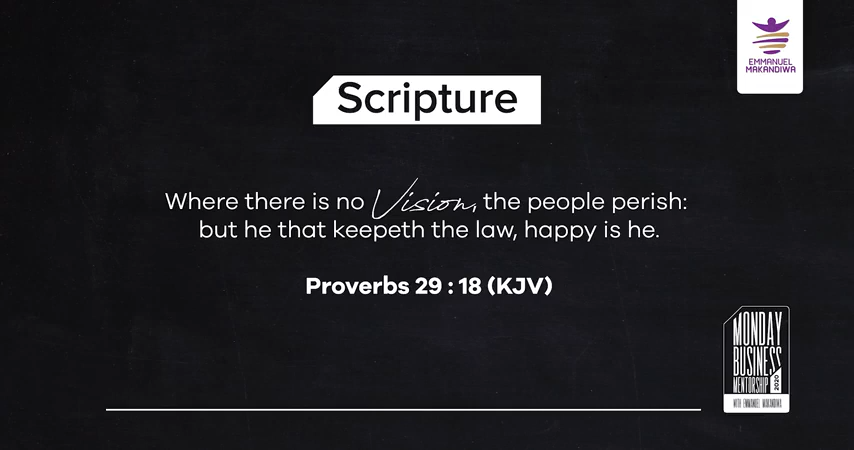 EMMANUEL
MAKANDIWA
Scripture
Where there is no Vision, the people perish:
but he that keepeth the law, happy is he.
Proverbs 29 : 18 (KJV)
MONDAY
BUSINESS
MENTORSHIP 2020
WITH EMMANUEL MAKANDIWA